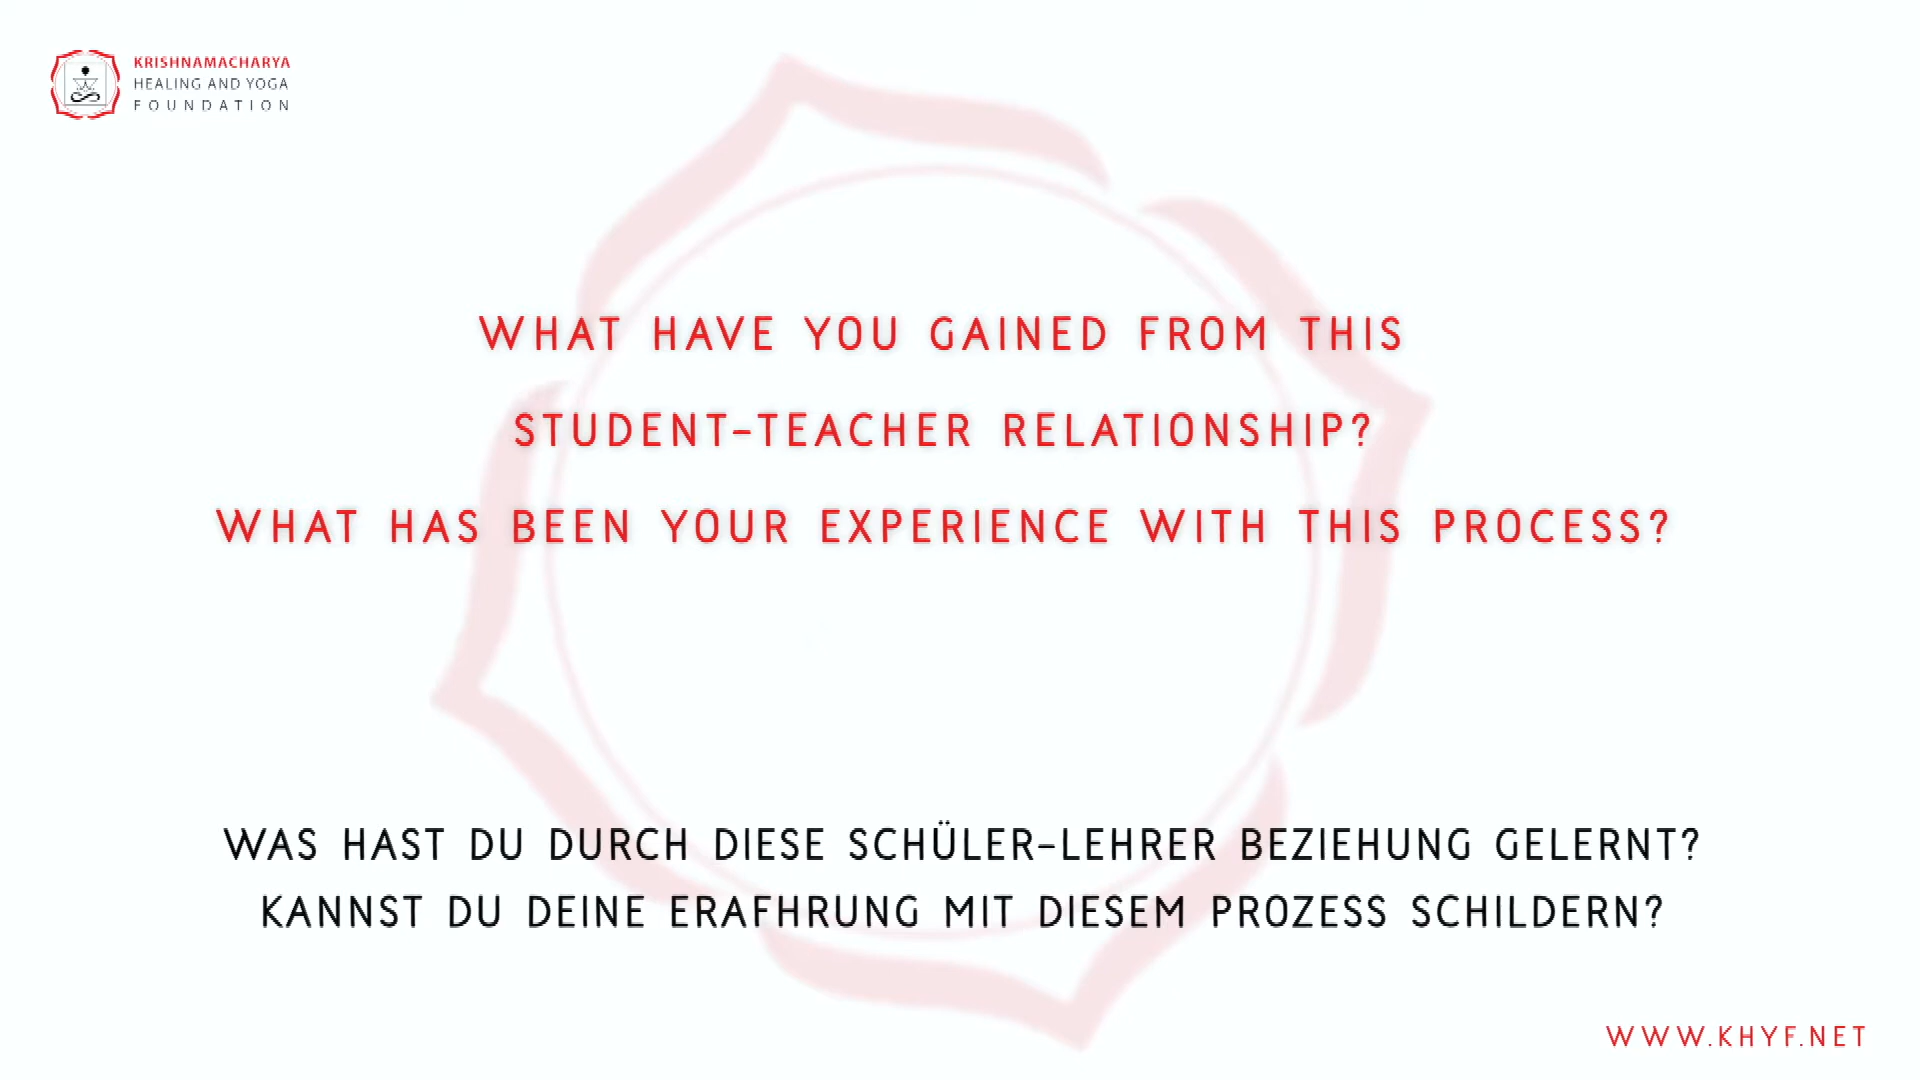 KRISHNAMACHARYA
HEALING AND YOGA
FOUNDATION
WHAT HAVE YOU GAINED FROM THIS
STUDENT-TEACHER RELATIONSHIP?
WHAT HAS BEEN YOUR EXPERIENCE WITH THIS PROCESS?
WAS HAST DU DURCH DIESE SCHÜLER-LEHRER BEZIEHUNG GELERNT?
KANNST DU DEINE ERAFHRUNG MIT DIESEM PROZESS SCHILDERN?
WWW.KHYF.NET